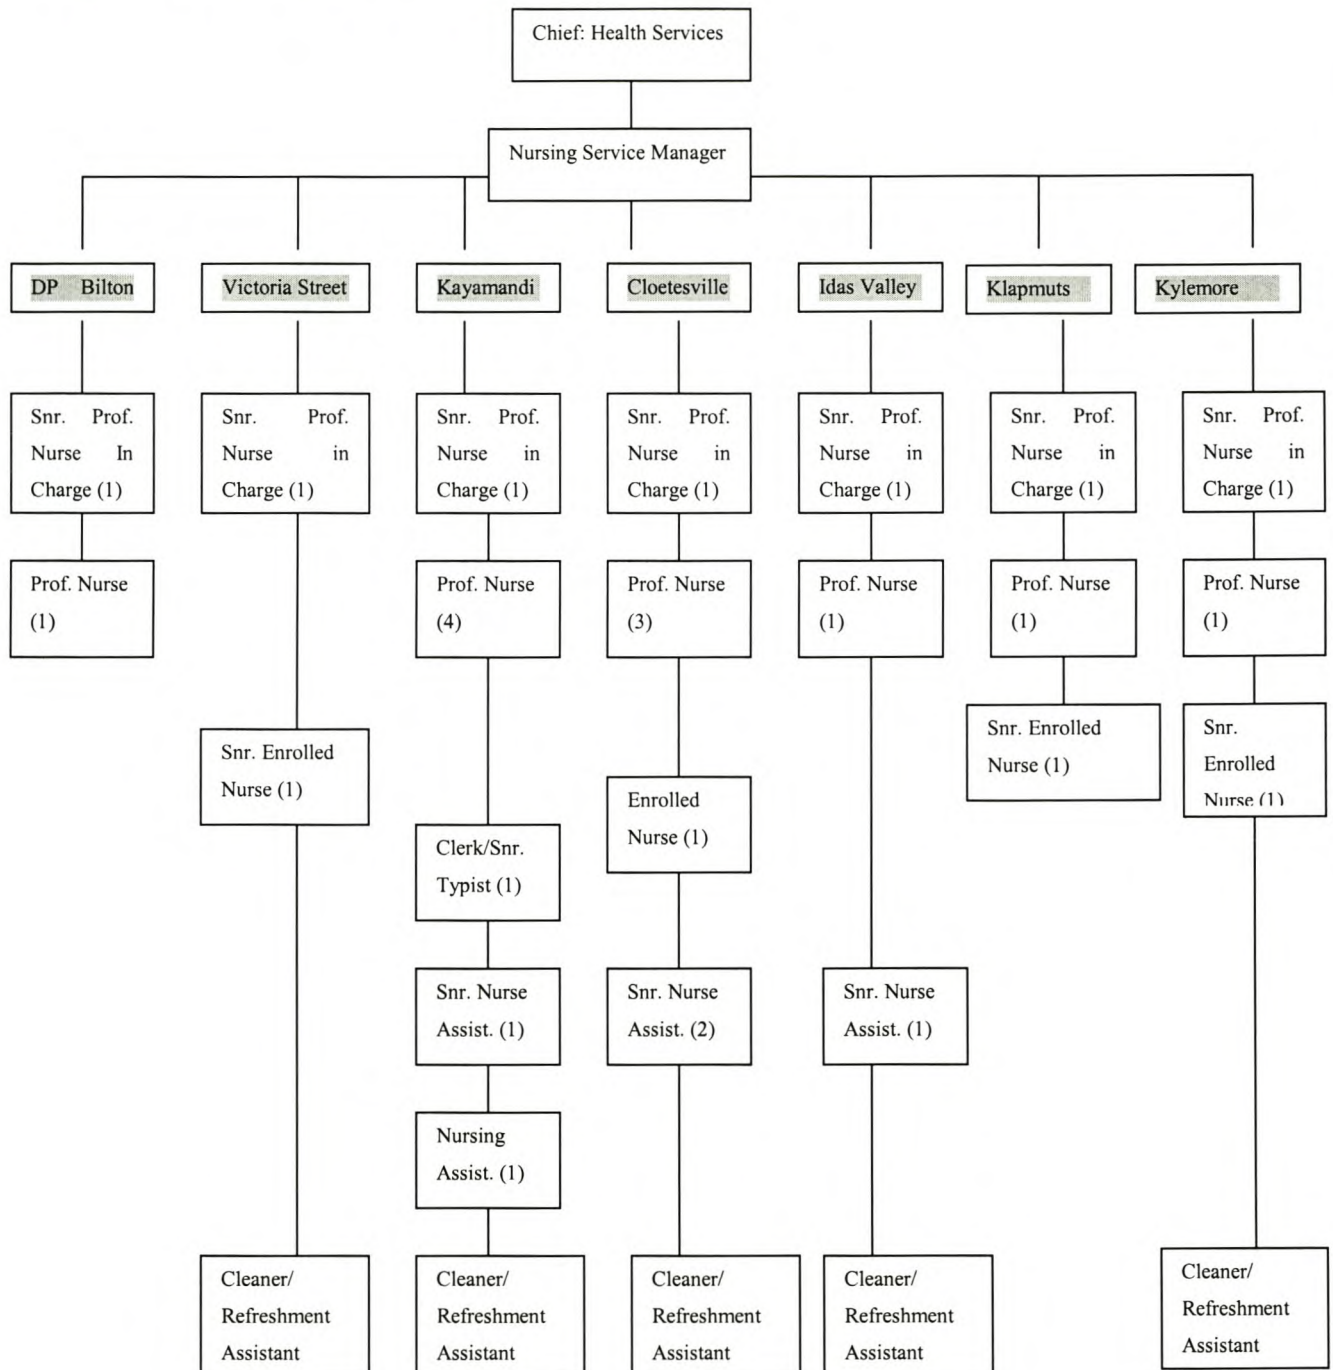 Chief: Health Services
Nursing Service Manager
DP Bilton
Victoria Street
Kayamandi
Cloetesville
Idas Valley
Klapmuts
Kylemore
Snr. Prof.
Nurse In
Charge (1)
Snr. Prof.
Nurse in
Charge (1)
Snr. Prof.
Nurse in
Charge (1)
Snr. Prof.
Nurse in
Charge (1)
Snr. Prof.
Nurse in
Charge (1)
Snr. Prof.
Nurse in
Charge (1)
Snr. Prof.
Nurse in
Charge (1)
Prof. Nurse
(1)
Prof. Nurse
(4)
Prof. Nurse
(3)
Prof. Nurse
(1)
Prof. Nurse
(1)
Prof. Nurse
(1)
Snr. Enrolled
Nurse (1)
Snr. Enrolled
Nurse (1)
Snr.
Enrolled
Nurse (1)
Enrolled
Nurse (1)
Clerk/Snr.
Typist (1)
Snr. Nurse
Assist. (1)
Snr. Nurse
Assist. (2)
Snr. Nurse
Assist. (1)
Nursing
Assist. (1)
Cleaner/
Refreshment
Assistant
Cleaner/
Refreshment
Assistant
Cleaner/
Refreshment
Assistant
Cleaner/
Refreshment
Assistant
Cleaner/
Refreshment
Assistant